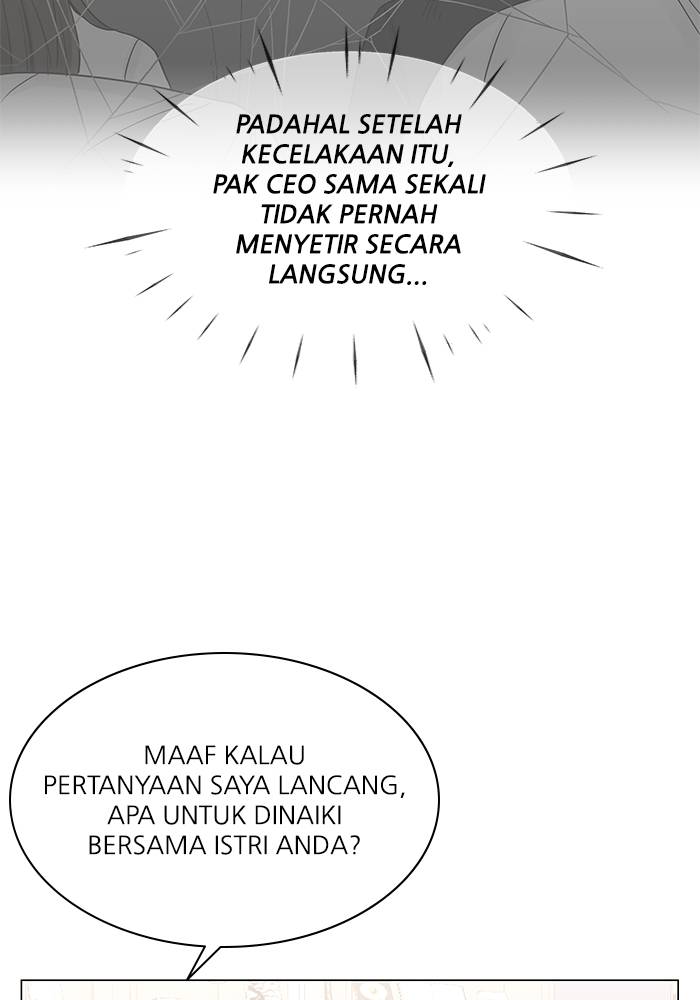 PADAHAL SETELAH
KECELAKAAN ITU,
PAK CEO SAMA SEKALI
TIDAK PERNAH
MENYETIR SECARA
LANGSUNG...
MAAF KALAU
PERTANYAAN SAYA LANCANG,
APA UNTUK DINAIKI
BERSAMA ISTRI ANDA?